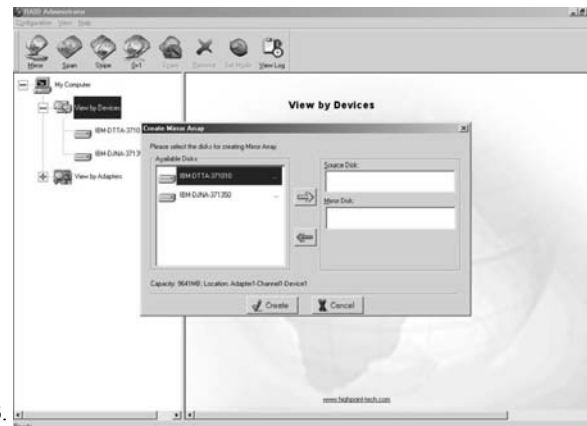 RAID Administrator
Configuration View Help
Mirror Span Stripe 0+1 Spare Remove Set Mode View Log
My Computer
View by Devices
IBM-DTTA-3710
IBM-DJNA-3713
View by Adapters
View by Devices
Create Mirror Array
Please select the disks for creating Mirror Array.
Available Disks:
IBM-DTTA-371010 ...
IBM-DJNA-371350 ...
Source Disk:
Mirror Disk:
Capacity: 9641MB; Location: Adapter1-Channel1-Device1
Create
Cancel
www.highpoint-tech.com